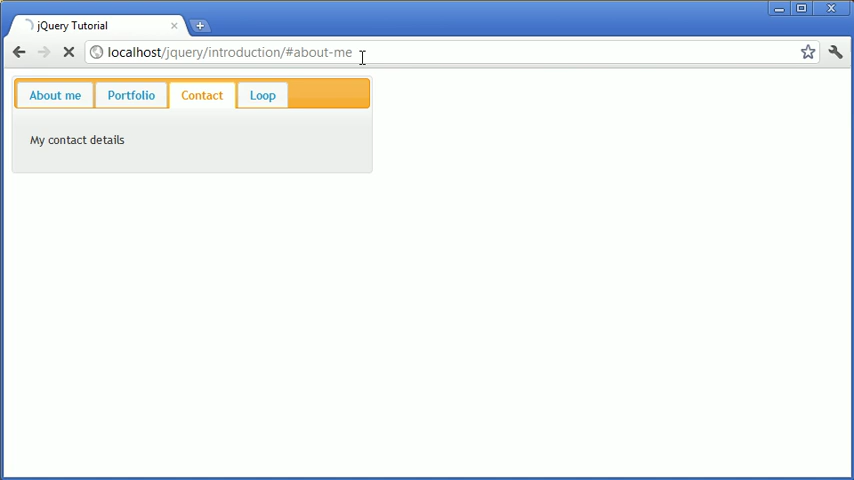 jQuery Tutorial
localhost/jquery/introduction/#about-me
About me Portfolio Contact Loop
My contact details